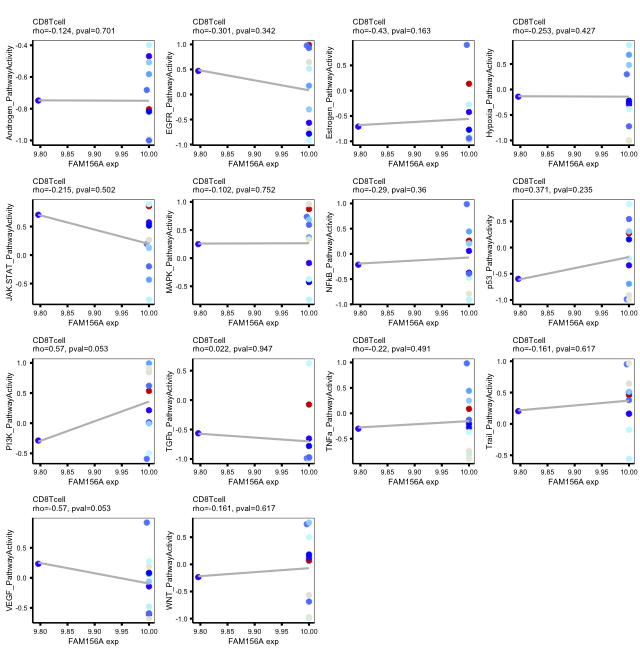 CD8Tcell
rho=-0.124, pval=0.701
Androgen_PathwayActivity
-0.4
-0.6
-0.8
-1.0
9.80
9.85
9.90
9.95
10.00
FAM156A exp
CD8Tcell
rho=-0.301, pval=0.342
EGFR_PathwayActivity
1.0
0.5
0.0
-0.5
-1.0
9.80
9.85
9.90
9.95
10.00
FAM156A exp
CD8Tcell
rho=-0.43, pval=0.163
Estrogen_PathwayActivity
0.5
0.0
-0.5
-1.0
9.80
9.85
9.90
9.95
10.00
FAM156A exp
CD8Tcell
rho=-0.253, pval=0.427
Hypoxia_PathwayActivity
0.5
0.0
-0.5
-1.0
9.80
9.85
9.90
9.95
10.00
FAM156A exp
CD8Tcell
rho=-0.215, pval=0.502
JAK-STAT_PathwayActivity
0.5
0.0
-0.5
9.80
9.85
9.90
9.95
10.00
FAM156A exp
CD8Tcell
rho=-0.102, pval=0.752
MAPK_PathwayActivity
1.0
0.5
0.0
-0.5
9.80
9.85
9.90
9.95
10.00
FAM156A exp
CD8Tcell
rho=-0.29, pval=0.36
NFkB_PathwayActivity
1.0
0.5
0.0
-0.5
-1.0
9.80
9.85
9.90
9.95
10.00
FAM156A exp
CD8Tcell
rho=0.371, pval=0.235
p53_PathwayActivity
0.5
0.0
-0.5
-1.0
9.80
9.85
9.90
9.95
10.00
FAM156A exp
CD8Tcell
rho=0.57, pval=0.053
PI3K_PathwayActivity
1.0
0.5
0.0
-0.5
9.80
9.85
9.90
9.95
10.00
FAM156A exp
CD8Tcell
rho=0.022, pval=0.947
TGFb_PathwayActivity
0.5
0.0
-0.5
-1.0
9.80
9.85
9.90
9.95
10.00
FAM156A exp
CD8Tcell
rho=-0.22, pval=0.491
TNFa_PathwayActivity
1.0
0.5
0.0
-0.5
9.80
9.85
9.90
9.95
10.00
FAM156A exp
CD8Tcell
rho=-0.161, pval=0.617
Trail_PathwayActivity
1.0
0.5
0.0
-0.5
9.80
9.85
9.90
9.95
10.00
FAM156A exp
CD8Tcell
rho=-0.57, pval=0.053
VEGF_PathwayActivity
0.5
0.0
-0.5
9.80
9.85
9.90
9.95
10.00
FAM156A exp
CD8Tcell
rho=-0.161, pval=0.617
WNT_PathwayActivity
0.5
0.0
-0.5
-1.0
9.80
9.85
9.90
9.95
10.00
FAM156A exp